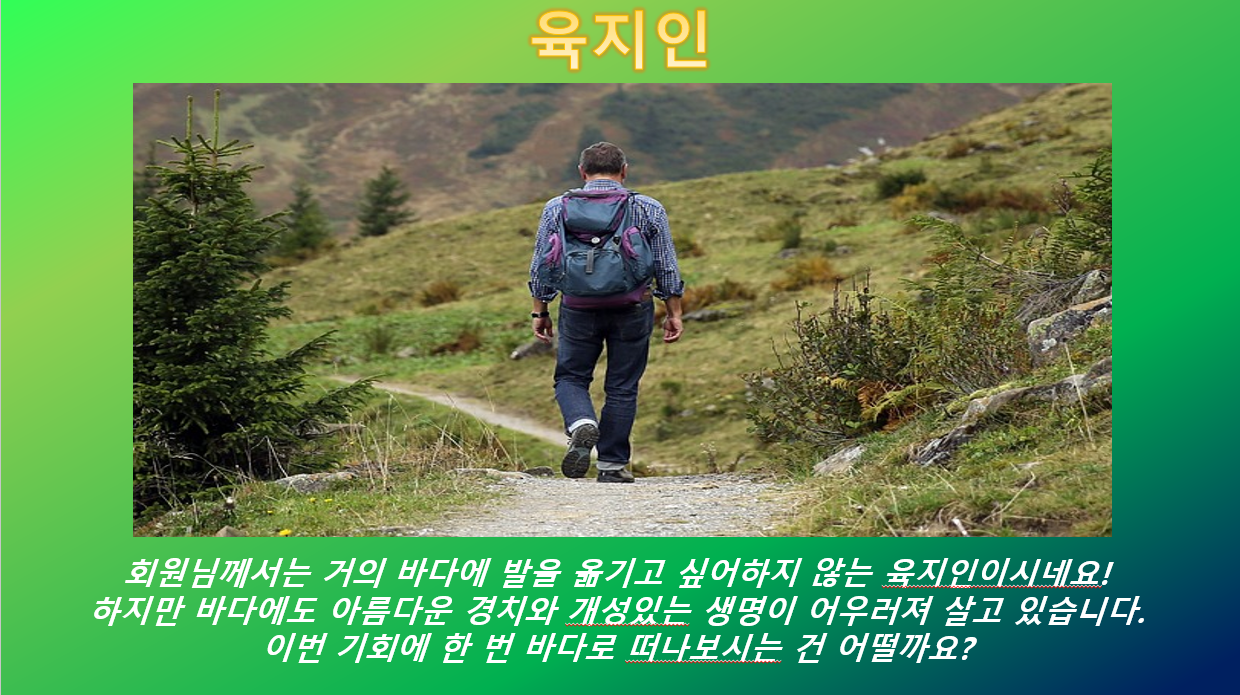 육지인
회원님께서는 거의 바다에 발을 옮기고 싶어하지 않는 육지인이시네요!
하지만 바다에도 아름다운 경치와 개성있는 생명이 어우러져 살고 있습니다.
이번 기회에 한 번 바다로 떠나보시는 건 어떨까요?